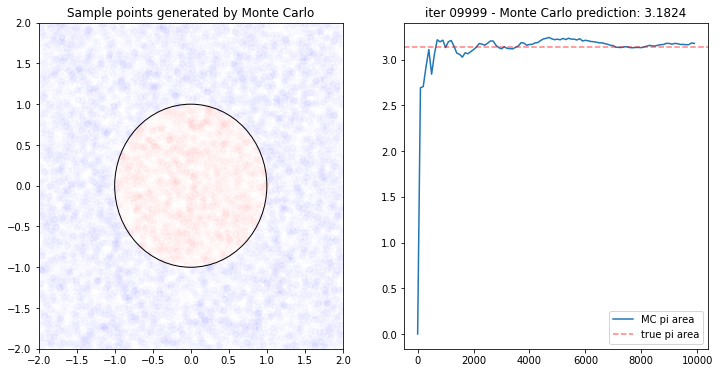 Sample points generated by Monte Carlo
2.0
1.5
1.0
0.5
0.0
−0.5
−1.0
−1.5
−2.0
−2.0 −1.5 −1.0 −0.5 0.0 0.5 1.0 1.5 2.0
iter 09999 - Monte Carlo prediction: 3.1824
3.0
2.5
2.0
1.5
1.0
0.5
0.0
MC pi area
true pi area
0 2000 4000 6000 8000 10000